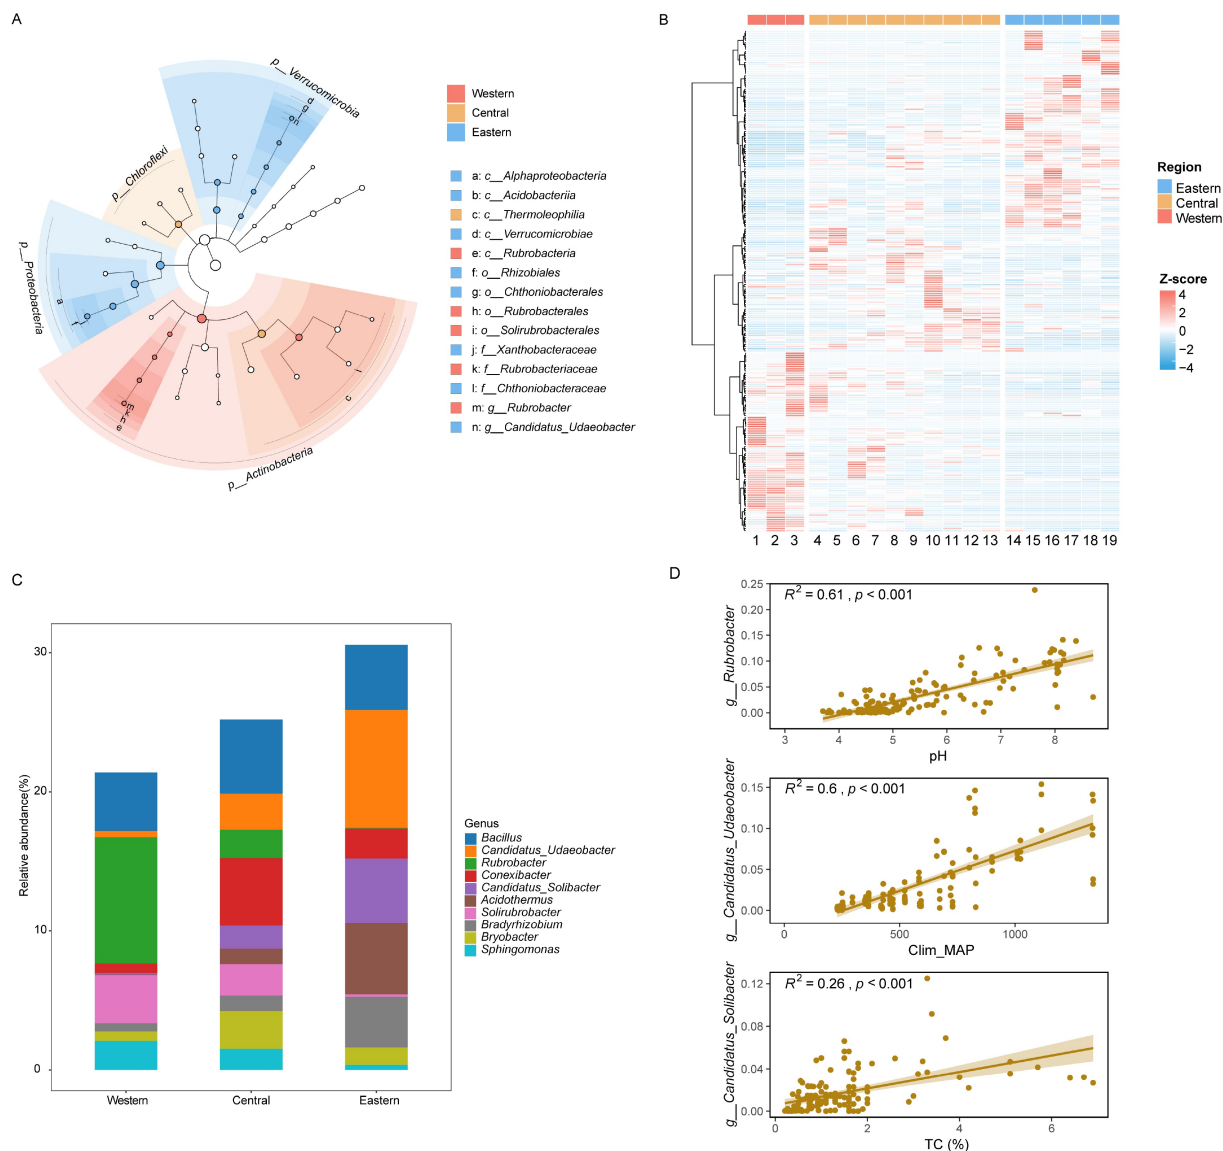 A
p__Verrucomicrobia
p__Chloroflexi
p__Proteobacteria
p__Actinobacteria
d
g
n
a
f
m
k
h
e
i
c
Western
Central
Eastern
a: c__Alphaproteobacteria
b: c__Acidobacteriia
c: c__Thermoleophilia
d: c__Verrucomicrobiae
e: c__Rubrobacteria
f: o__Rhizobiales
g: o__Chthoniobacterales
h: o__Rubrobacterales
i: o__Solirubrobacterales
j: f__Xanthobacteraceae
k: f__Rubrobacteriaceae
l: f__Chthoniobacteraceae
m: g__Rubrobacter
n: g__Candidatus_Udaeobacter
B
1 2 3 4 5 6 7 8 9 10 11 12 13 14 15 16 17 18 19
Region
Eastern
Central
Western
Z-score
4
2
0
−2
−4
C
Relative abundance(%)
30
20
10
0
Western Central Eastern
Genus
Bacillus
Candidatus_Udaeobacter
Rubrobacter
Conexibacter
Candidatus_Solibacter
Acidothermus
Solirubrobacter
Bradyrhizobium
Bryobacter
Sphingomonas
D
g__Rubrobacter
R² = 0.61 , p < 0.001
0.25
0.20
0.15
0.10
0.05
0.00
3 4 5 6 7 8
pH
g__Candidatus_Udaeobacter
R² = 0.6 , p < 0.001
0.15
0.10
0.05
0.00
0 500 1000
Clim_MAP
g__Candidatus_Solibacter
R² = 0.26 , p < 0.001
0.12
0.08
0.04
0.00
0 2 4 6
TC (%)